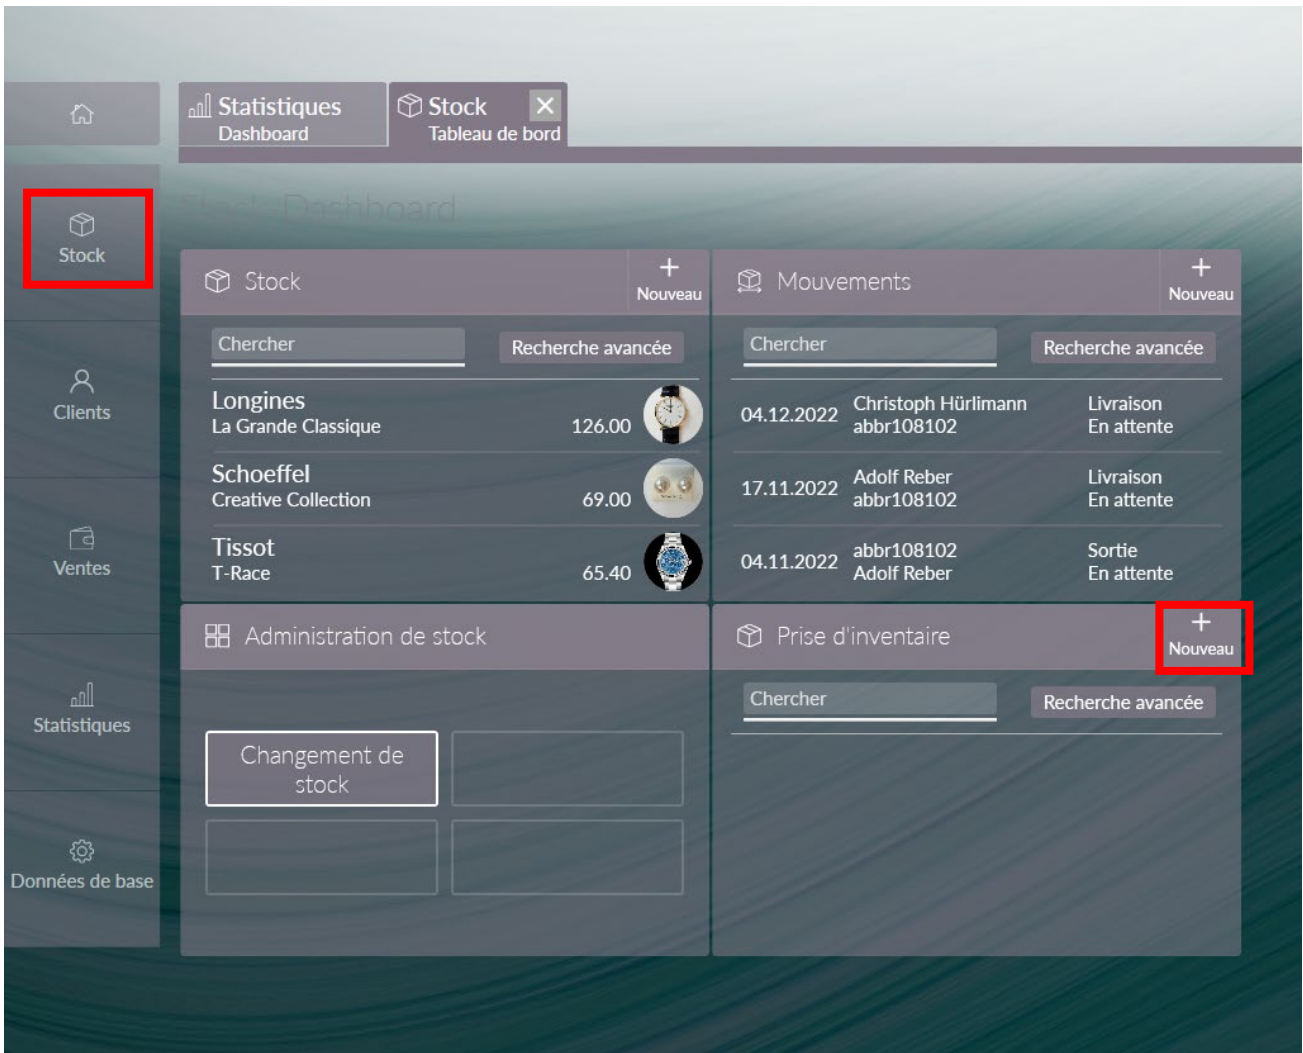 Statistiques
Dashboard
Stock
Tableau de bord
Stock-Dashboard
Stock
Clients
Ventes
Statistiques
Données de base
Stock
Nouveau
Chercher
Recherche avancée
Longines
La Grande Classique
126.00
Schoeffel
Creative Collection
69.00
Tissot
T-Race
65.40
Mouvements
Nouveau
Chercher
Recherche avancée
04.12.2022
Christoph Hürlimann
abbr108102
Livraison
En attente
17.11.2022
Adolf Reber
abbr108102
Livraison
En attente
04.11.2022
abbr108102
Adolf Reber
Sortie
En attente
Administration de stock
Changement de
stock
Prise d'inventaire
Nouveau
Chercher
Recherche avancée